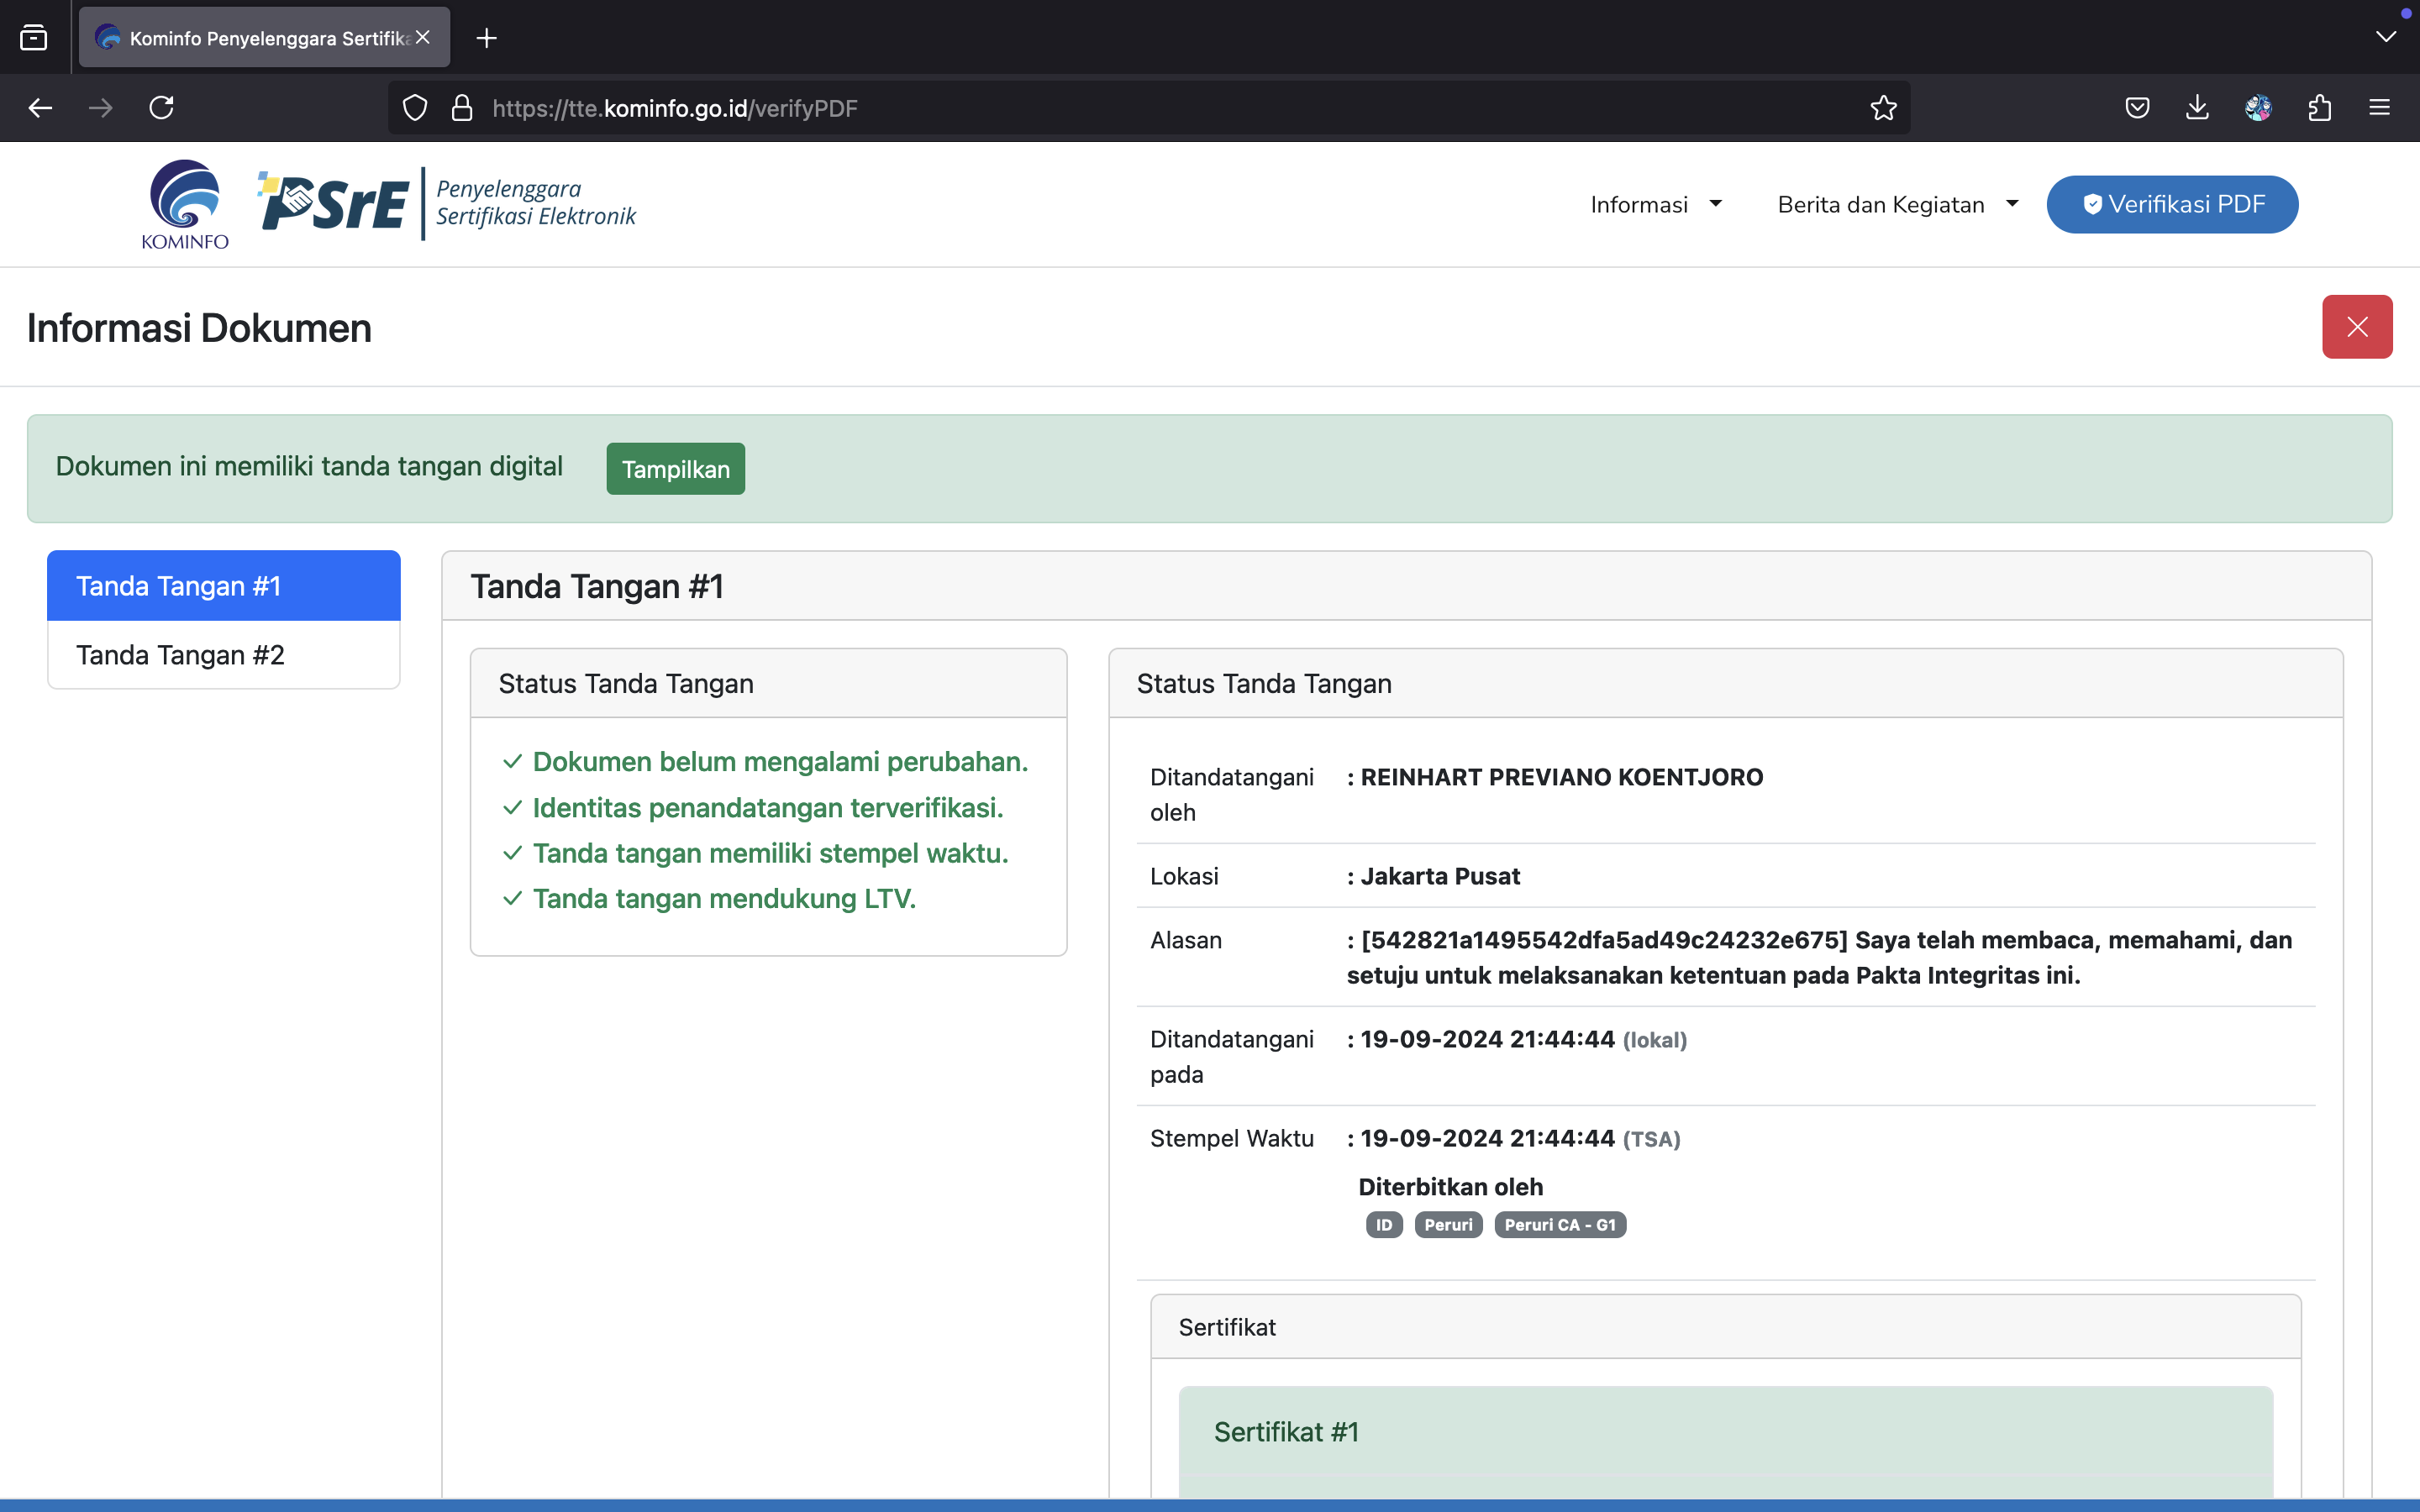 Kominfo Penyelenggara Sertifika
https://tte.kominfo.go.id/verifyPDF
KOMINFO
PSrE
Penyelenggara
Sertifikasi Elektronik
Informasi
Berita dan Kegiatan
Verifikasi PDF
Informasi Dokumen
Dokumen ini memiliki tanda tangan digital
Tampilkan
Tanda Tangan #1
Tanda Tangan #2
Tanda Tangan #1
Status Tanda Tangan
Dokumen belum mengalami perubahan.
Identitas penandatangan terverifikasi.
Tanda tangan memiliki stempel waktu.
Tanda tangan mendukung LTV.
Status Tanda Tangan
Ditandatangani : REINHART PREVIANO KOENTJORO
oleh
Lokasi : Jakarta Pusat
Alasan : [542821a1495542dfa5ad49c24232e675] Saya telah membaca, memahami, dan
setuju untuk melaksanakan ketentuan pada Pakta Integritas ini.
Ditandatangani : 19-09-2024 21:44:44 (lokal)
pada
Stempel Waktu : 19-09-2024 21:44:44 (TSA)
Diterbitkan oleh
ID Peruri Peruri CA - G1
Sertifikat
Sertifikat #1